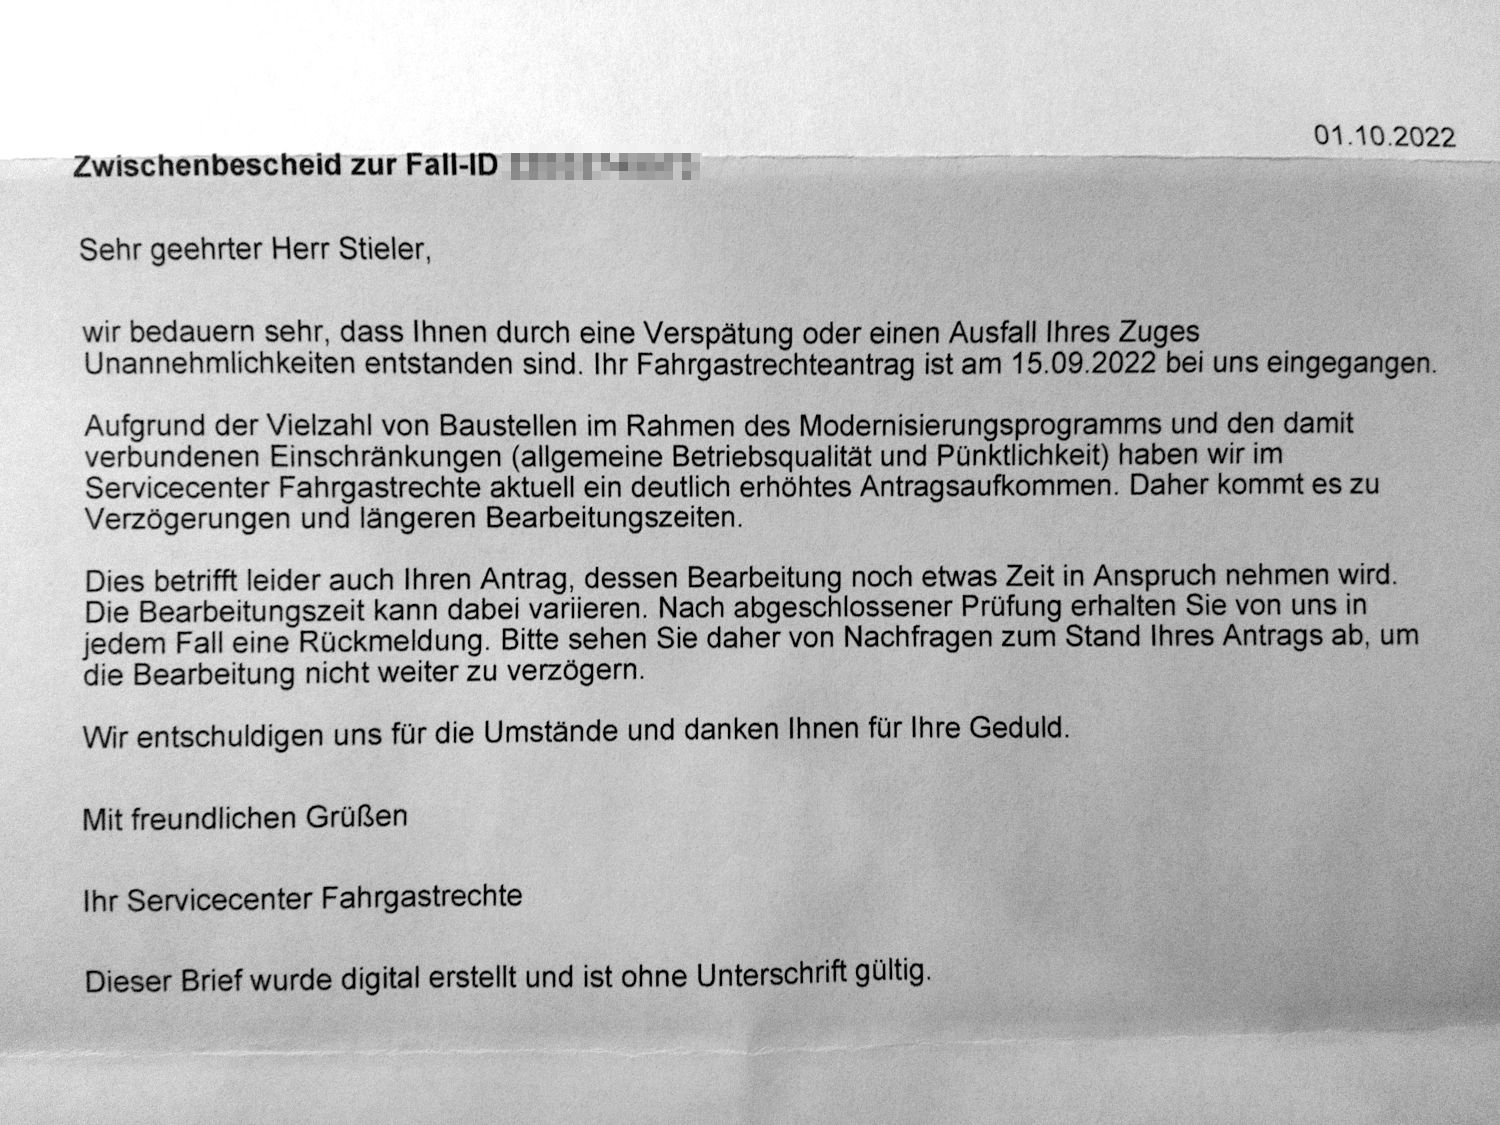 01.10.2022
Zwischenbescheid zur Fall-ID
Sehr geehrter Herr Stieler,
wir bedauern sehr, dass Ihnen durch eine Verspätung oder einen Ausfall Ihres Zuges
Unannehmlichkeiten entstanden sind. Ihr Fahrgastrechteantrag ist am 15.09.2022 bei uns eingegangen.
Aufgrund der Vielzahl von Baustellen im Rahmen des Modernisierungsprogramms und den damit
verbundenen Einschränkungen (allgemeine Betriebsqualität und Pünktlichkeit) haben wir im
Servicecenter Fahrgastrechte aktuell ein deutlich erhöhtes Antragsaufkommen. Daher kommt es zu
Verzögerungen und längeren Bearbeitungszeiten.
Dies betrifft leider auch Ihren Antrag, dessen Bearbeitung noch etwas Zeit in Anspruch nehmen wird.
Die Bearbeitungszeit kann dabei variieren. Nach abgeschlossener Prüfung erhalten Sie von uns in
jedem Fall eine Rückmeldung. Bitte sehen Sie daher von Nachfragen zum Stand Ihres Antrags ab, um
die Bearbeitung nicht weiter zu verzögern.
Wir entschuldigen uns für die Umstände und danken Ihnen für Ihre Geduld.
Mit freundlichen Grüßen
Ihr Servicecenter Fahrgastrechte
Dieser Brief wurde digital erstellt und ist ohne Unterschrift gültig.